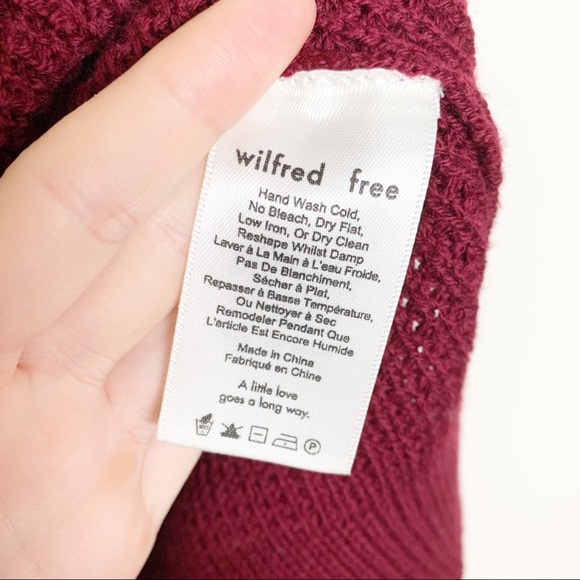 wilfred free
Hand Wash Cold,
No Bleach, Dry Flat,
Low Iron, Or Dry Clean
Reshape Whilst Damp
Laver à La Main à L'eau Froide,
Pas De Blanchiment,
Sécher à Plat,
Repasser à Basse Température,
Ou Nettoyer à Sec
Remodeler Pendant Que
L'article Est Encore Humide
Made in China
Fabriqué en Chine
A little love
goes a long way.
P